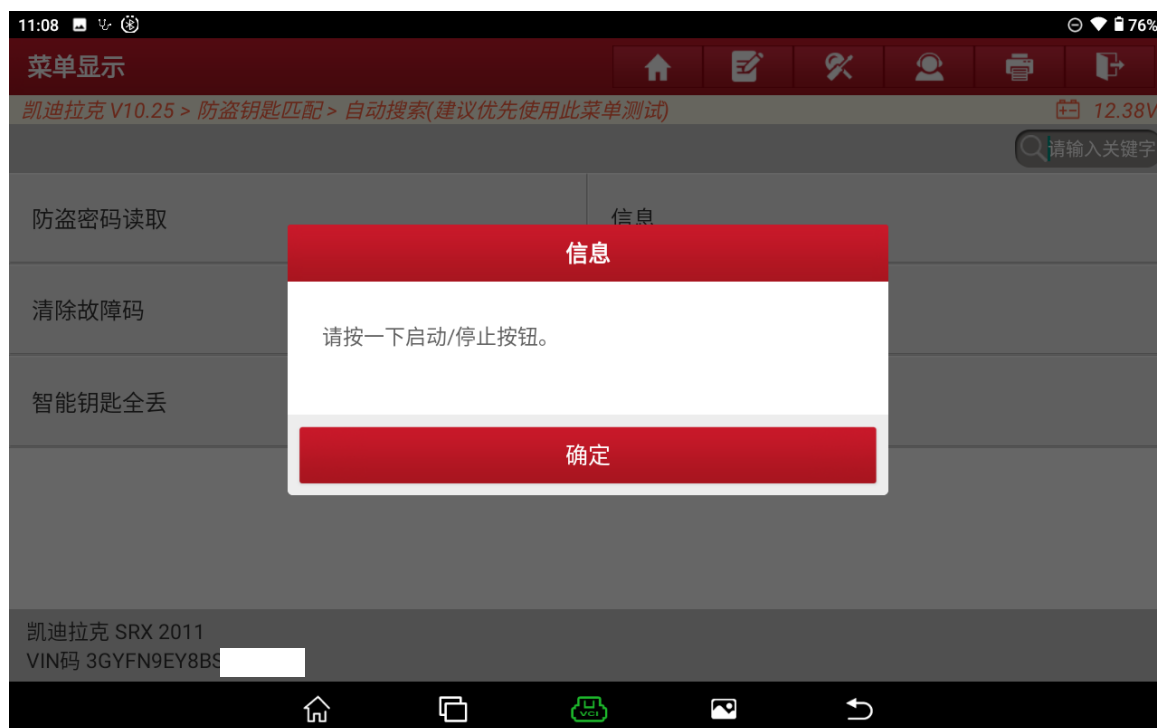 11:08
76%
菜单显示
凯迪拉克 V10.25 > 防盗钥匙匹配 > 自动搜索(建议优先使用此菜单测试)
12.38V
请输入关键字
防盗密码读取
信息
信息
清除故障码
请按一下启动/停止按钮。
智能钥匙全丢
确定
凯迪拉克 SRX 2011
VIN码 3GYFN9EY8BS
VCI